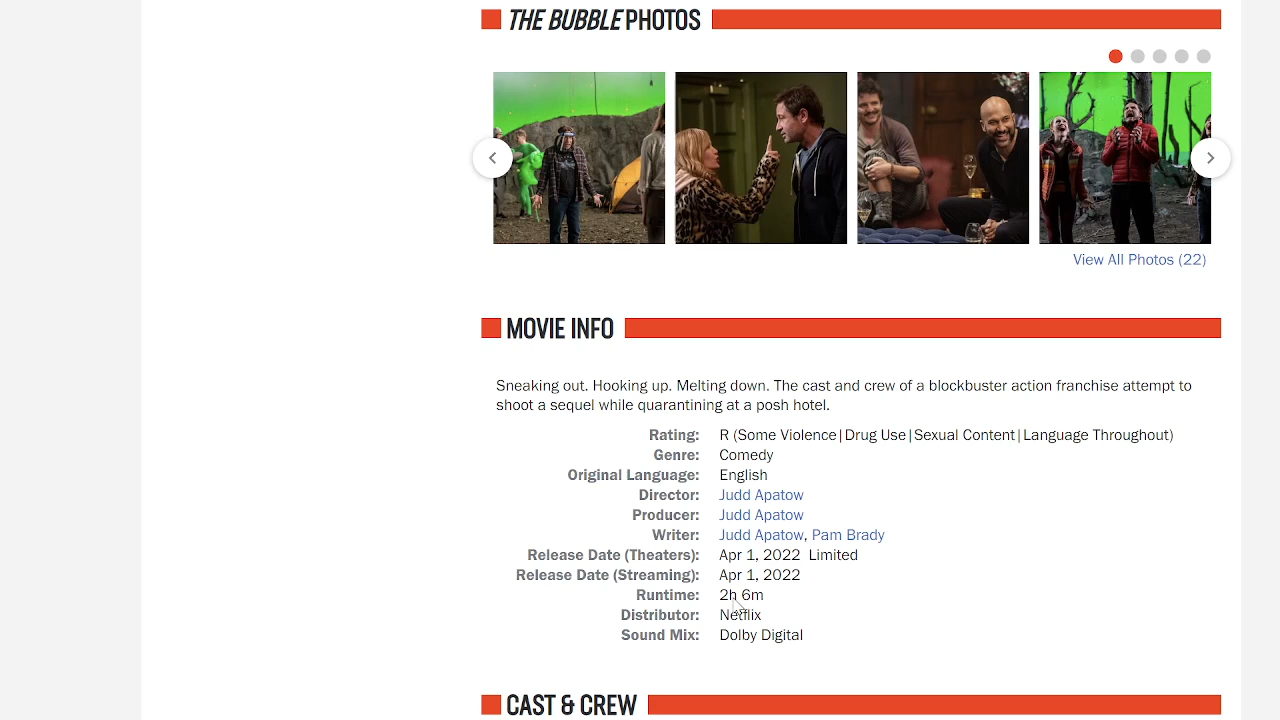 THE BUBBLE PHOTOS
View All Photos (22)
MOVIE INFO
Sneaking out. Hooking up. Melting down. The cast and crew of a blockbuster action franchise attempt to
shoot a sequel while quarantining at a posh hotel.
Rating: R (Some Violence|Drug Use|Sexual Content|Language Throughout)
Genre: Comedy
Original Language: English
Director: Judd Apatow
Producer: Judd Apatow
Writer: Judd Apatow, Pam Brady
Release Date (Theaters): Apr 1, 2022 Limited
Release Date (Streaming): Apr 1, 2022
Runtime: 2h 6m
Distributor: Netflix
Sound Mix: Dolby Digital
CAST & CREW